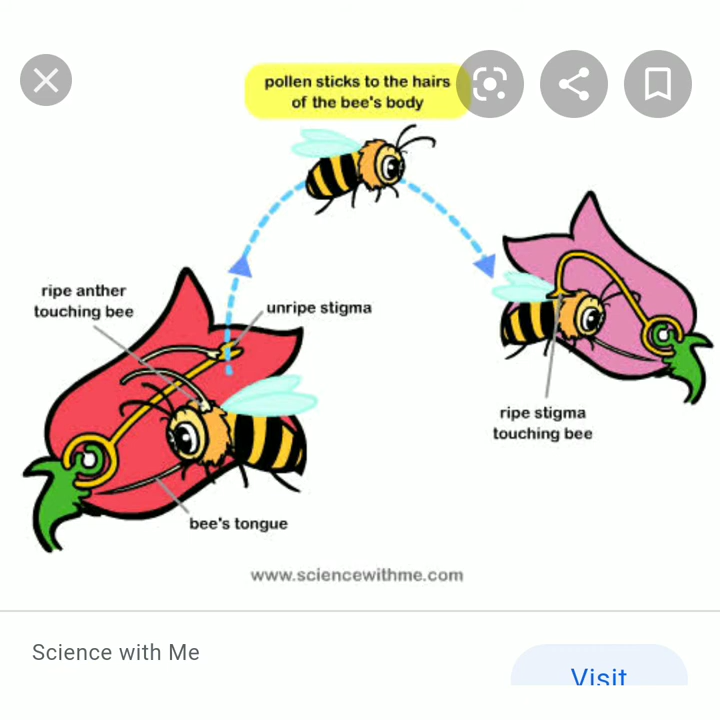 pollen sticks to the hairs
of the bee's body
ripe anther
touching bee
unripe stigma
ripe stigma
touching bee
bee's tongue
www.sciencewithme.com
Science with Me
Visit